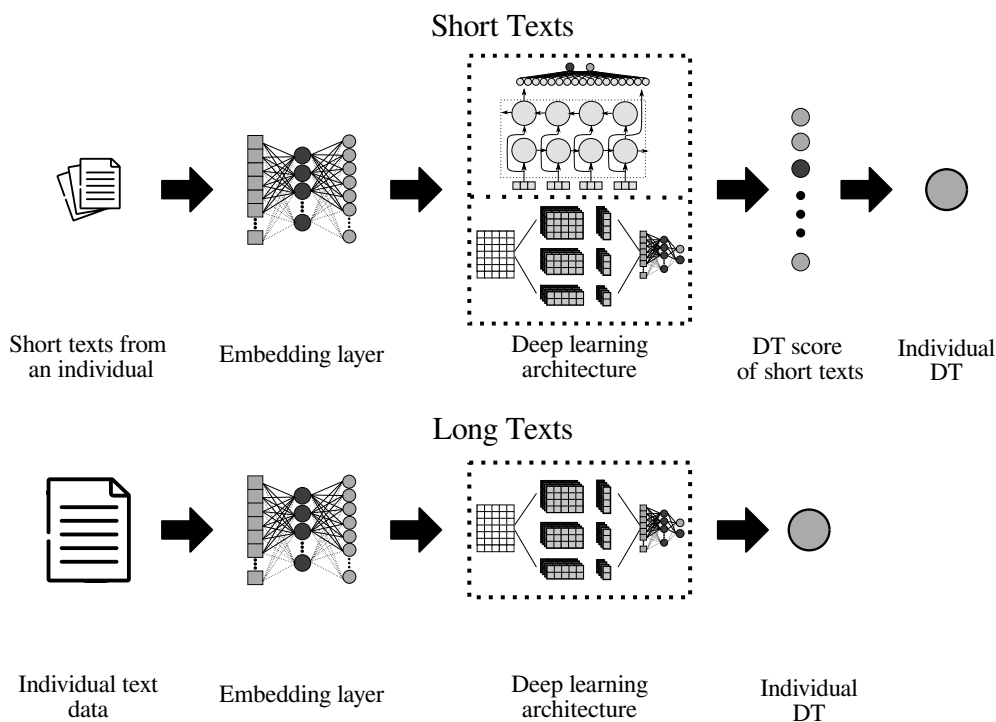 Short Texts
Short texts from
an individual
Embedding layer
Deep learning
architecture
DT score
of short texts
Individual
DT
Long Texts
Individual text
data
Embedding layer
Deep learning
architecture
Individual
DT